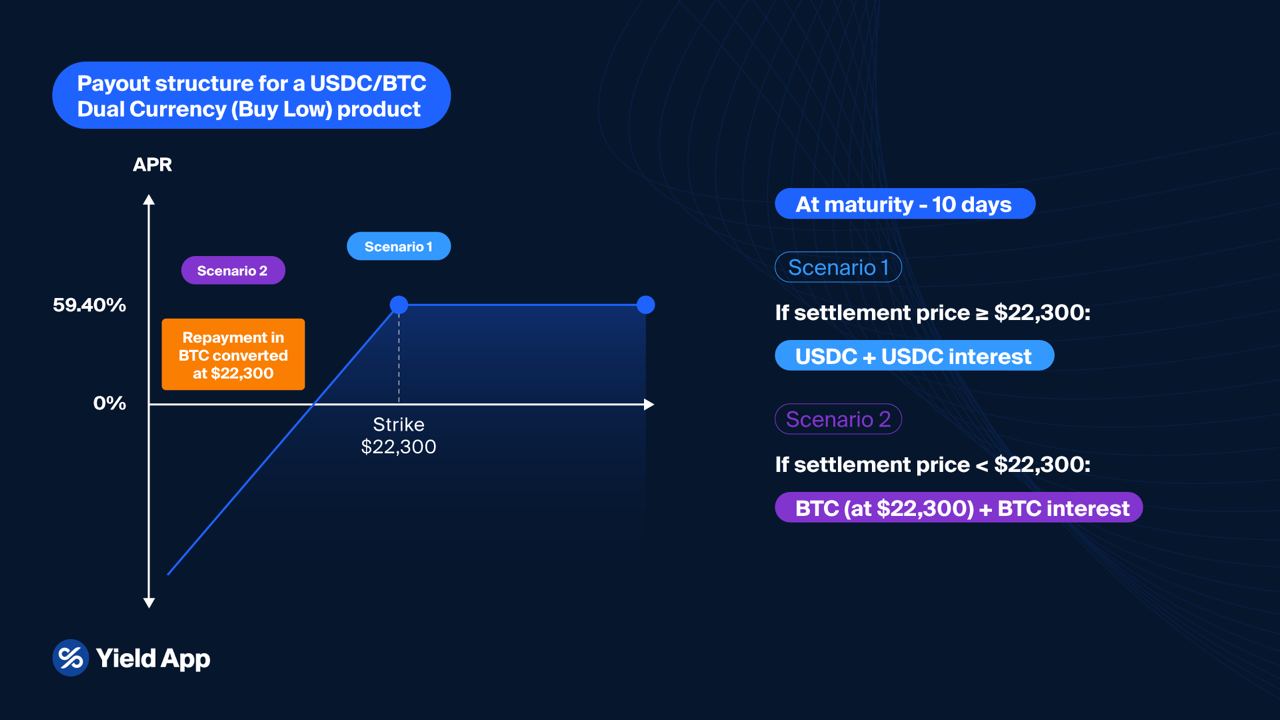 Payout structure for a USDC/BTC
Dual Currency (Buy Low) product
APR
Scenario 1
Scenario 2
59.40%
Repayment in
BTC converted
at $22,300
0%
Strike
$22,300
At maturity - 10 days
Scenario 1
If settlement price ≥ $22,300:
USDC + USDC interest
Scenario 2
If settlement price < $22,300:
BTC (at $22,300) + BTC interest
Yield App